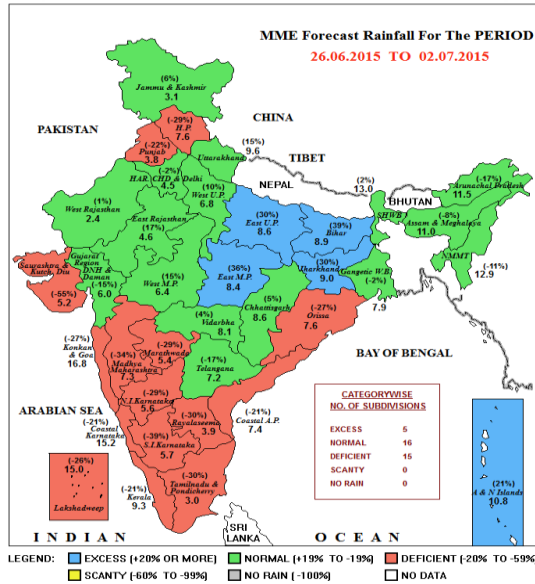 MME Forecast Rainfall For The PERIOD
26.06.2015 TO 02.07.2015
(6%)
Jammu & Kashmir
3.1
CHINA
PAKISTAN
(-29%)
H.P.
7.6
(-22%)
Punjab
3.8
Uttarakhand
(15%)
9.6
TIBET
(-2%)
HAR. CHD & Delhi
4.5
(10%)
West U.P.
6.8
NEPAL
(2%)
13.0
BHUTAN
(-17%)
Arunachal Pradesh
11.5
(1%)
West Rajasthan
2.4
East Rajasthan
(17%)
4.6
(30%)
East U.P.
8.6
(39%)
Bihar
8.9
SHWB
(-8%)
Assam & Meghalaya
11.0
NMMT
(-11%)
12.9
Saurashtra &
Kutch, Diu
(-55%)
5.2
Gujarat
Region
DNH &
Daman
(-15%)
6.0
(15%)
West M.P.
6.4
(36%)
East M.P.
8.4
(30%)
Jharkhand
9.0
Gangetic W.B.
(-2%)
7.9
(4%)
Vidarbha
8.1
(5%)
Chhattisgarh
8.6
(-27%)
Orissa
7.6
(-27%)
Konkan
& Goa
16.8
(-34%)
Madhya
Maharashtra
7.3
(-29%)
Marathwada
5.4
(-17%)
Telangana
7.2
BAY OF BENGAL
ARABIAN SEA
(-29%)
N.I.Karnataka
5.6
(-30%)
Rayalaseema
3.9
(-21%)
Coastal A.P.
7.4
(-21%)
Coastal
Karnataka
15.2
(-39%)
S.I.Karnataka
5.7
(-26%)
15.0
Lakshadweep
(-21%)
Kerala
9.3
(-30%)
Tamilnadu &
Pondicherry
3.0
CATEGORYWISE
NO. OF SUBDIVISIONS
EXCESS 5
NORMAL 16
DEFICIENT 15
SCANTY 0
NO RAIN 0
(21%)
A & N Islands
10.8
SRI
LANKA
INDIAN OCEAN
LEGEND: EXCESS (+20% OR MORE) NORMAL (+19% TO -19%) DEFICIENT (-20% TO -59%)
SCANTY (-60% TO -99%) NO RAIN (-100%) NO DATA